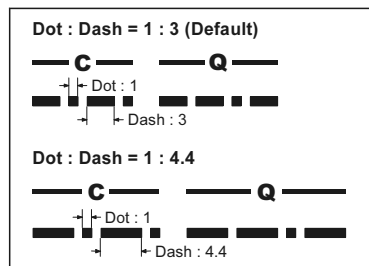 Dot : Dash = 1 : 3 (Default)
C Q
Dot : 1
Dash : 3
Dot : Dash = 1 : 4.4
C Q
Dot : 1
Dash : 4.4